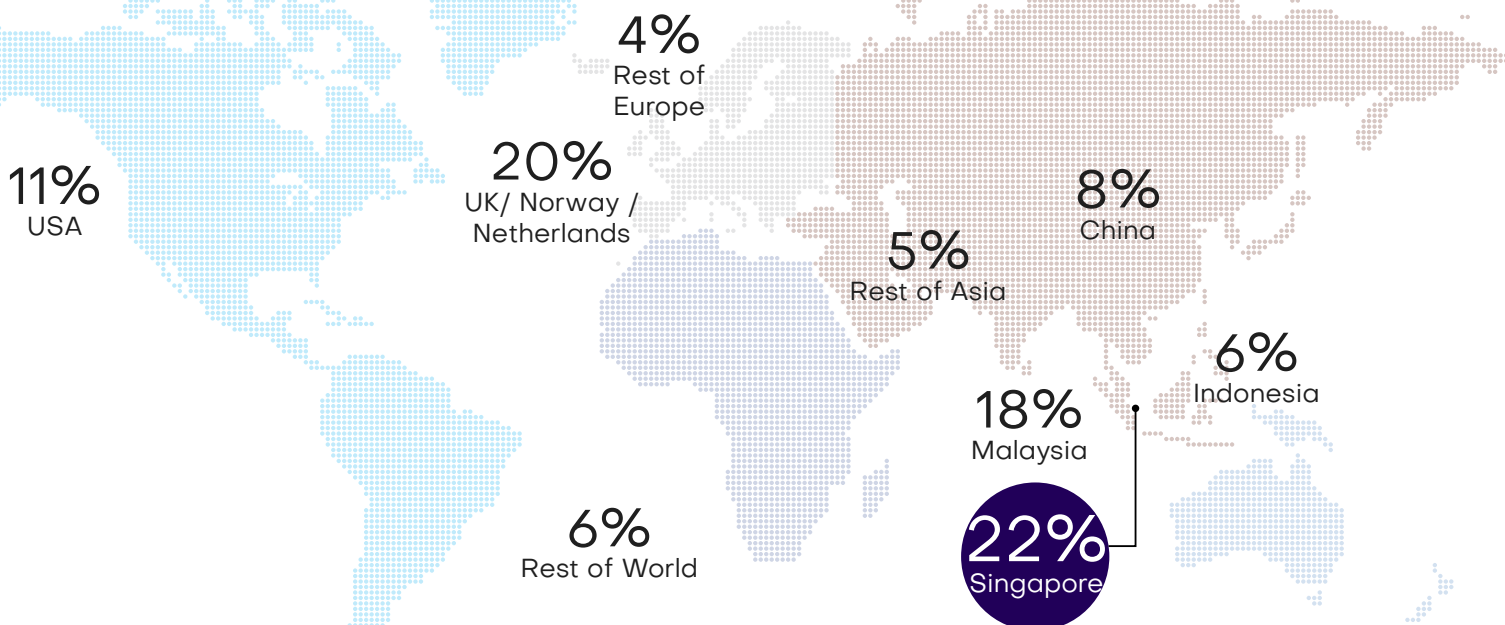 4%
Rest of
Europe
20%
UK/ Norway /
Netherlands
11%
USA
8%
China
5%
Rest of Asia
6%
Indonesia
18%
Malaysia
22%
Singapore
6%
Rest of World